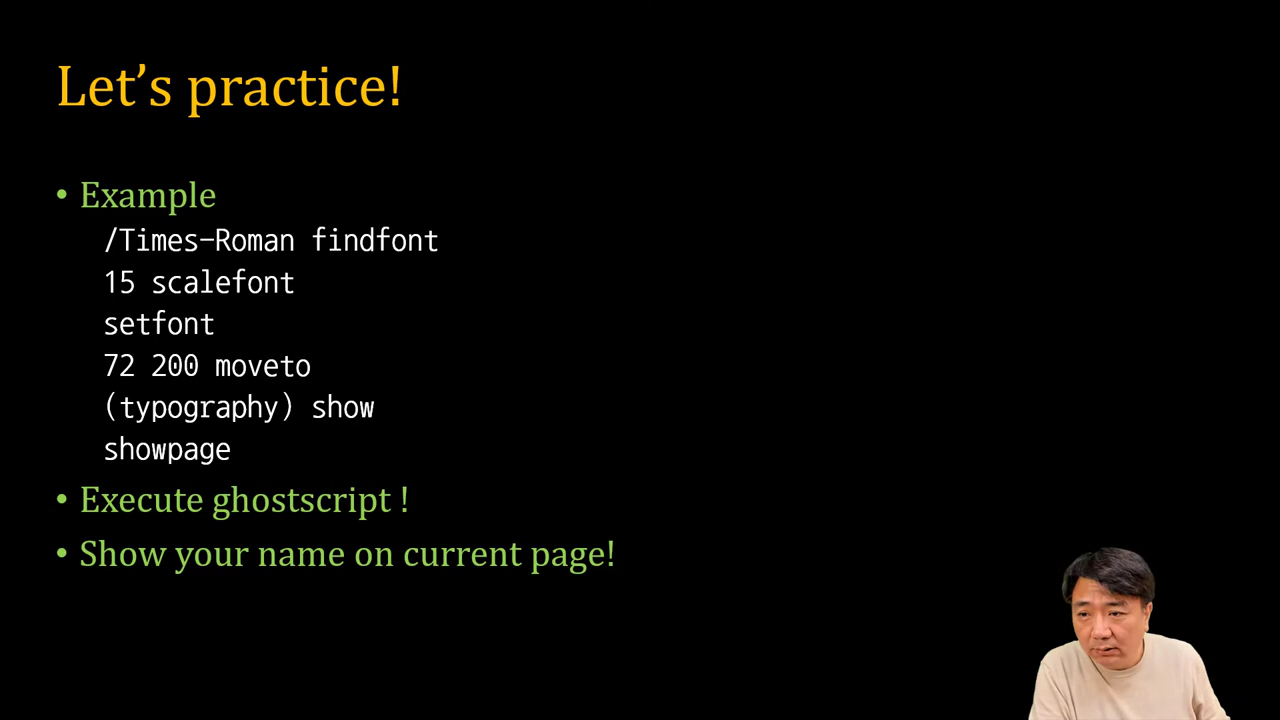 Let’s practice!
• Example
/Times-Roman findfont
15 scalefont
setfont
72 200 moveto
(typography) show
showpage
• Execute ghostscript !
• Show your name on current page!